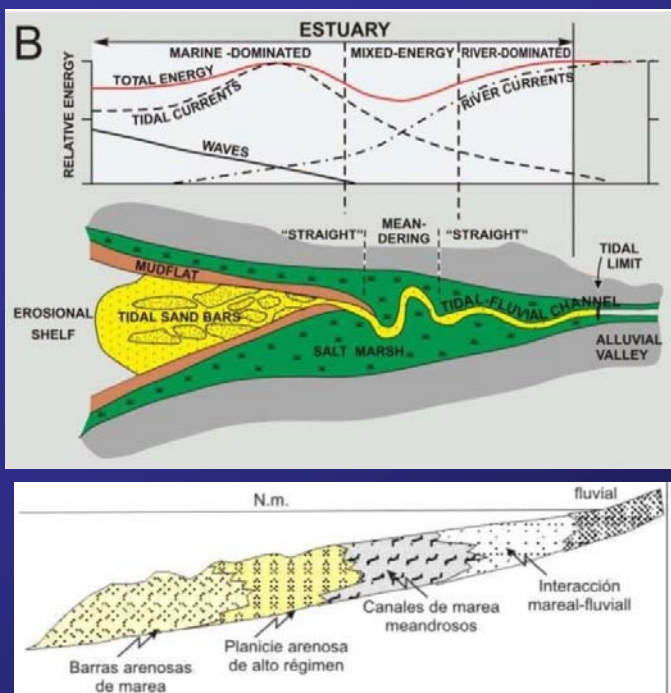 B
ESTUARY
MARINE -DOMINATED
MIXED-ENERGY
RIVER-DOMINATED
RELATIVE ENERGY
TOTAL ENERGY
TIDAL CURRENTS
WAVES
RIVER CURRENTS
"STRAIGHT"
MEAN-
DERING
"STRAIGHT"
TIDAL
LIMIT
MUDFLAT
EROSIONAL
SHELF
TIDAL SAND BARS
TIDAL-FLUVIAL CHANNEL
SALT MARSH
ALLUVIAL
VALLEY
N.m.
fluvial
Interacción
mareal-fluviall
Canales de marea
meandrosos
Planicie arenosa
de alto régimen
Barras arenosas
de marea